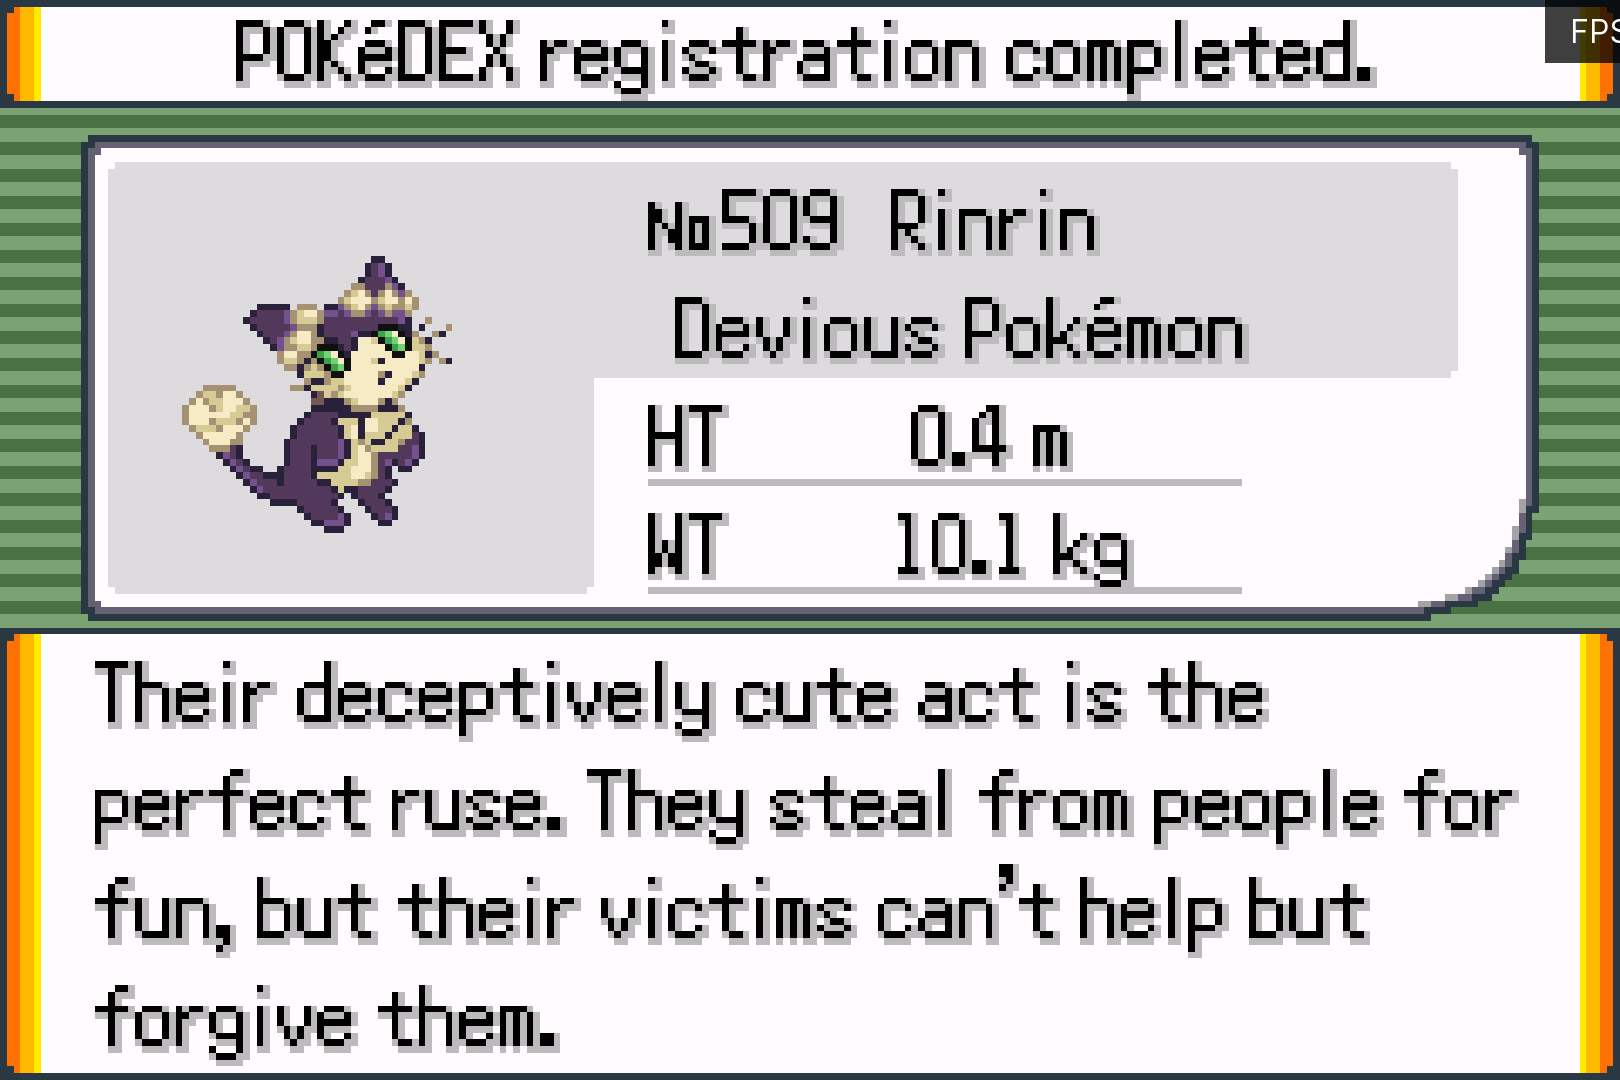 POKéDEX registration completed.
FPS
No509 Rinrin
Devious Pokémon
HT 0.4 m
WT 10.1 kg
Their deceptively cute act is the
perfect ruse. They steal from people for
fun, but their victims can't help but
forgive them.